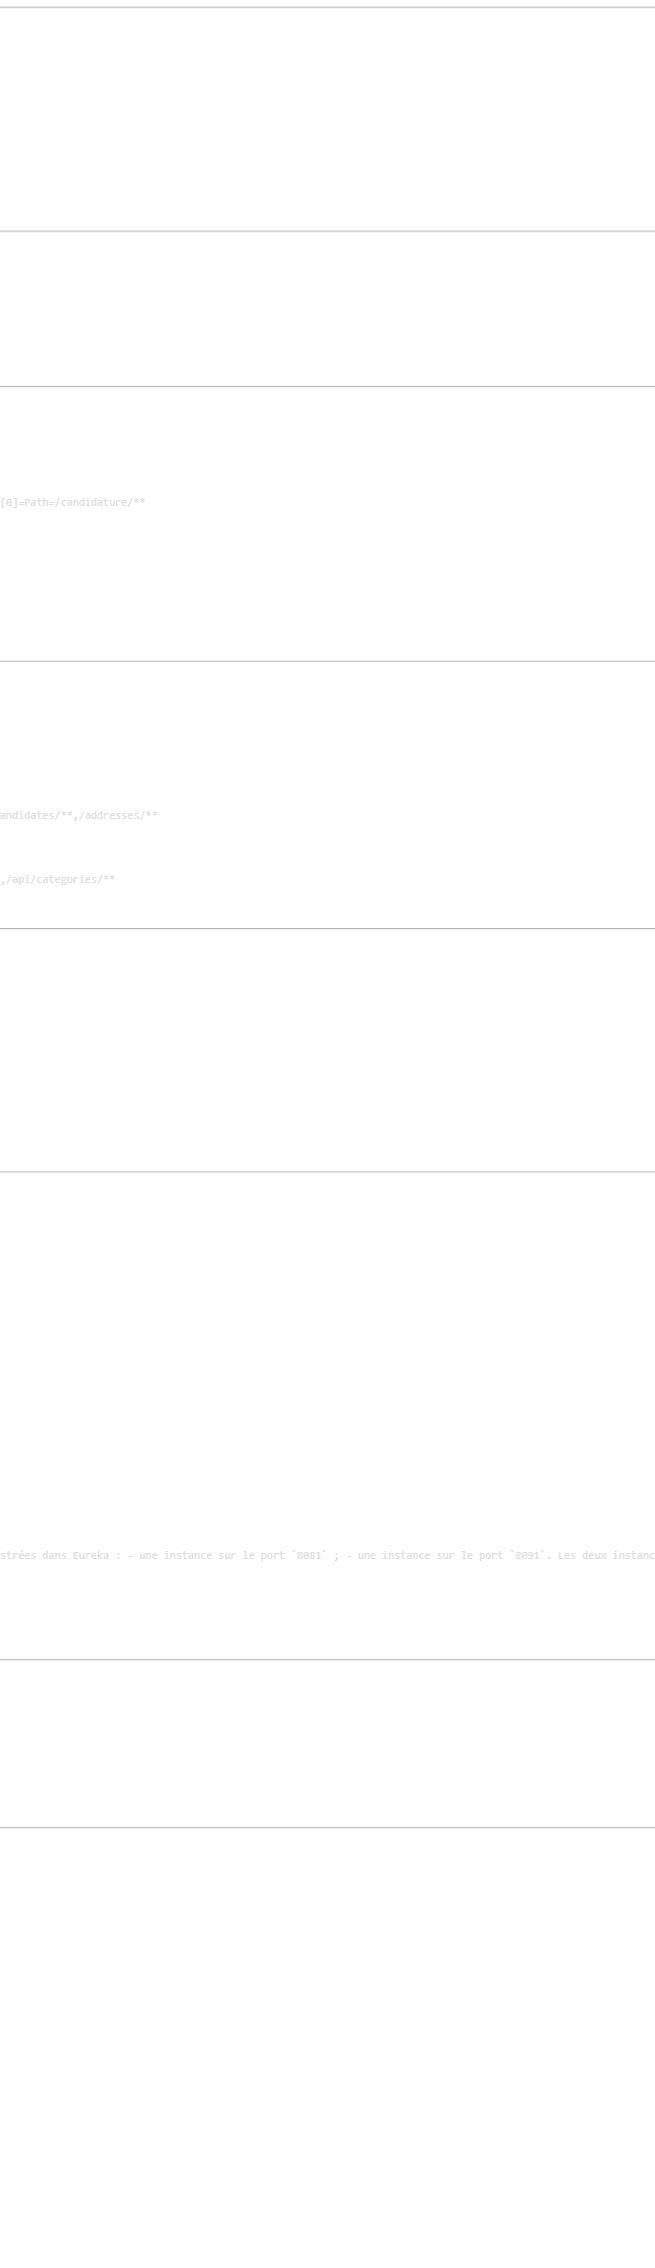 [0]=Path=/candidature/**
andidates/**,/addresses/**
,/api/categories/**
strées dans Eureka : - une instance sur le port `8081` ; - une instance sur le port `8091`. Les deux instanc